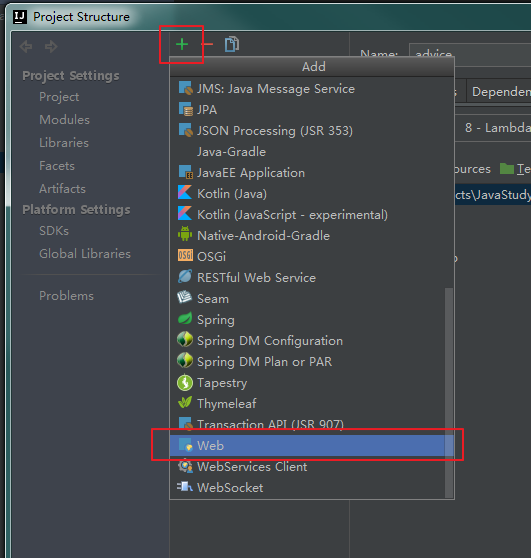 Project Structure
Project Settings
Project
Modules
Libraries
Facets
Artifacts
Platform Settings
SDKs
Global Libraries
Problems
Add
JMS: Java Message Service
JPA
JSON Processing (JSR 353)
Java-Gradle
JavaEE Application
Kotlin (Java)
Kotlin (JavaScript - experimental)
Native-Android-Gradle
OSGi
RESTful Web Service
Seam
Spring
Spring DM Configuration
Spring DM Plan or PAR
Tapestry
Thymeleaf
Transaction API (JSR 907)
Web
WebServices Client
WebSocket
Name: advice
s Dependen
8 - Lambda
ources Te
cts\JavaStudy